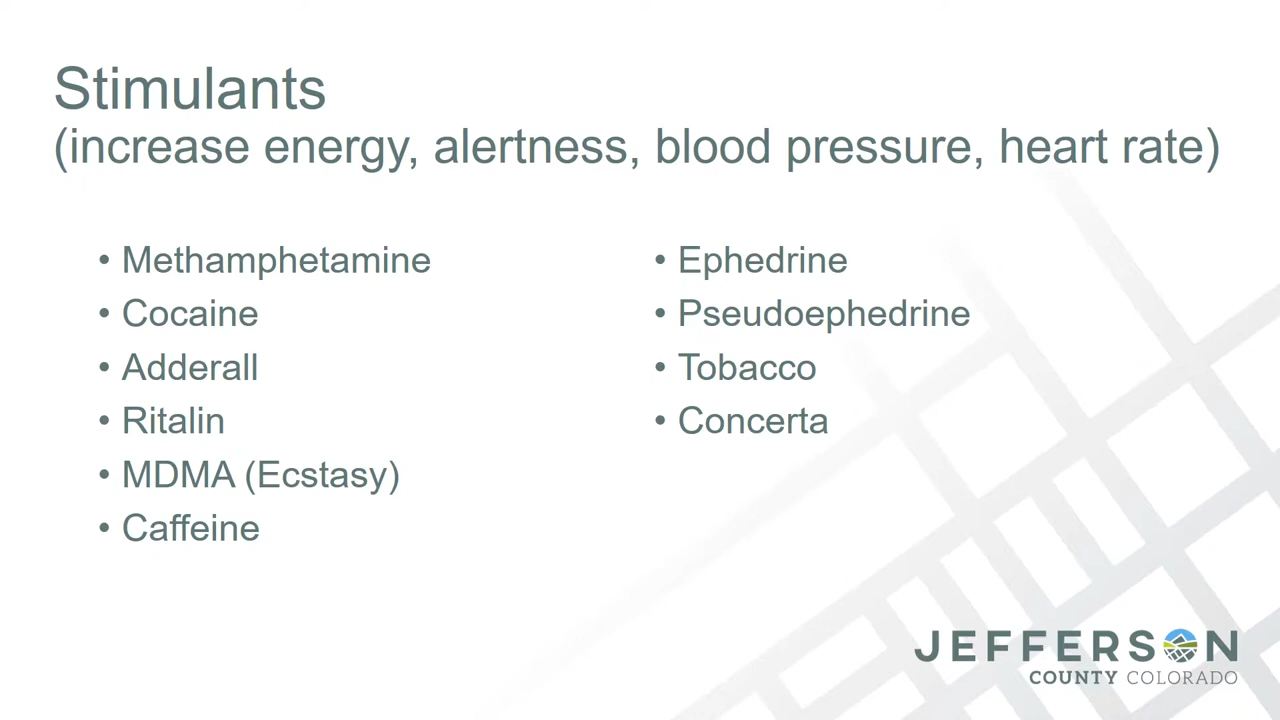 Stimulants
(increase energy, alertness, blood pressure, heart rate)
• Methamphetamine
• Cocaine
• Adderall
• Ritalin
• MDMA (Ecstasy)
• Caffeine
• Ephedrine
• Pseudoephedrine
• Tobacco
• Concerta
JEFFERSON
COUNTY COLORADO